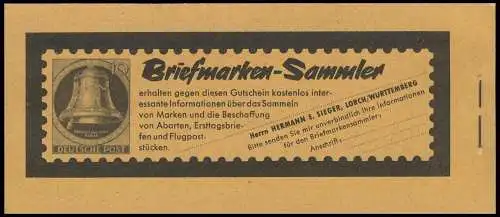 Briefmarken-Sammler
erhalten gegen diesen Gutschein kostenlos inter-
essante Informationen über das Sammeln
von Marken und die Beschaffung
von Abarten, Ersttagsbrie-
fen und Flugpost-
stücken.
Herrn HERMANN E. SIEGER, LORCH/WÜRTTEMBERG
Bitte senden Sie mir unverbindlich Ihre Informationen
für den Briefmarkensammler.
Anschrift:
DEUTSCHE POST